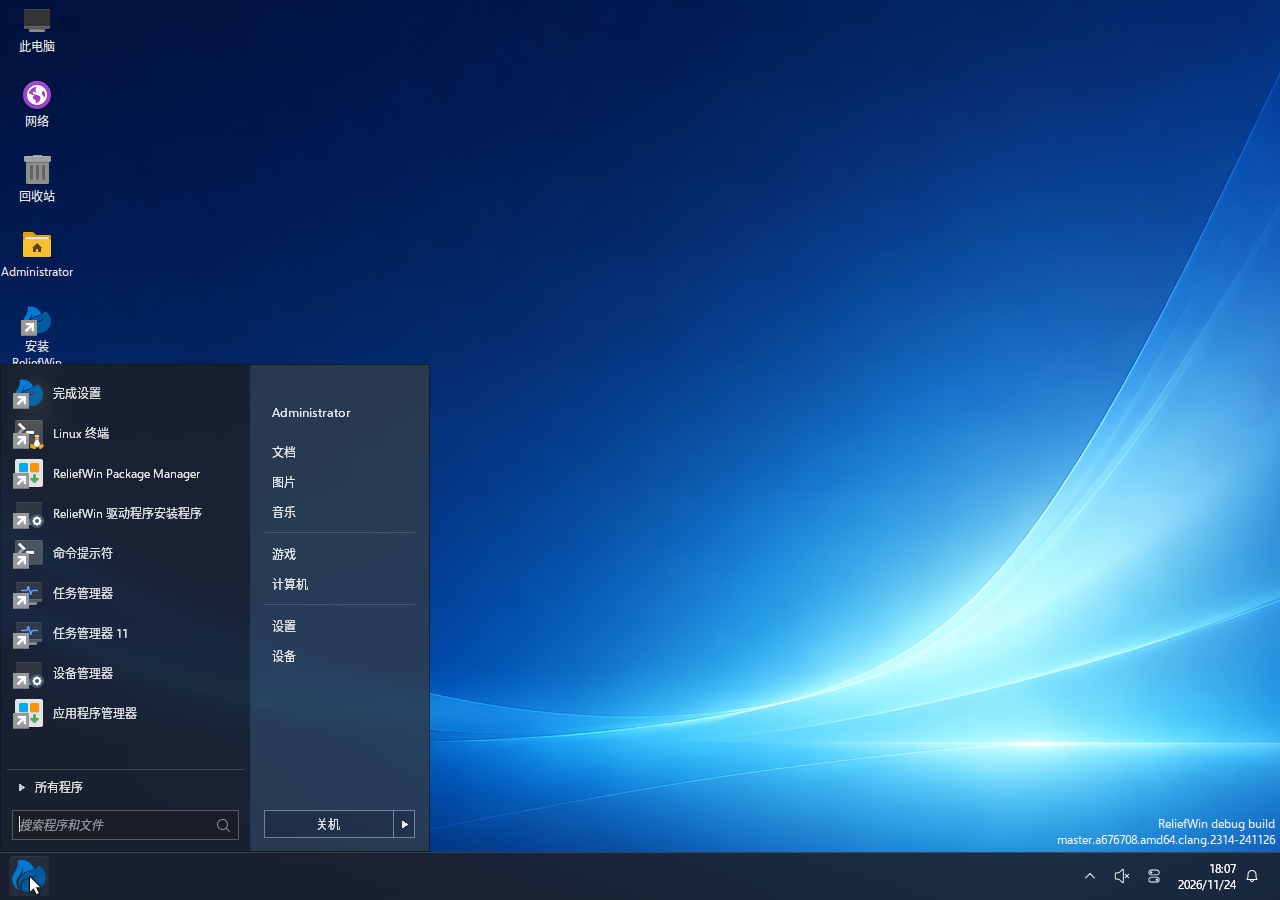 此电脑
网络
回收站
Administrator
安装
ReliefWin
完成设置
Linux 终端
ReliefWin Package Manager
ReliefWin 驱动程序安装程序
命令提示符
任务管理器
任务管理器 11
设备管理器
应用程序管理器
所有程序
搜索程序和文件
Administrator
文档
图片
音乐
游戏
计算机
设置
设备
关机
ReliefWin debug build
master.a676708.amd64.clang.2314-241126
18:07
2026/11/24